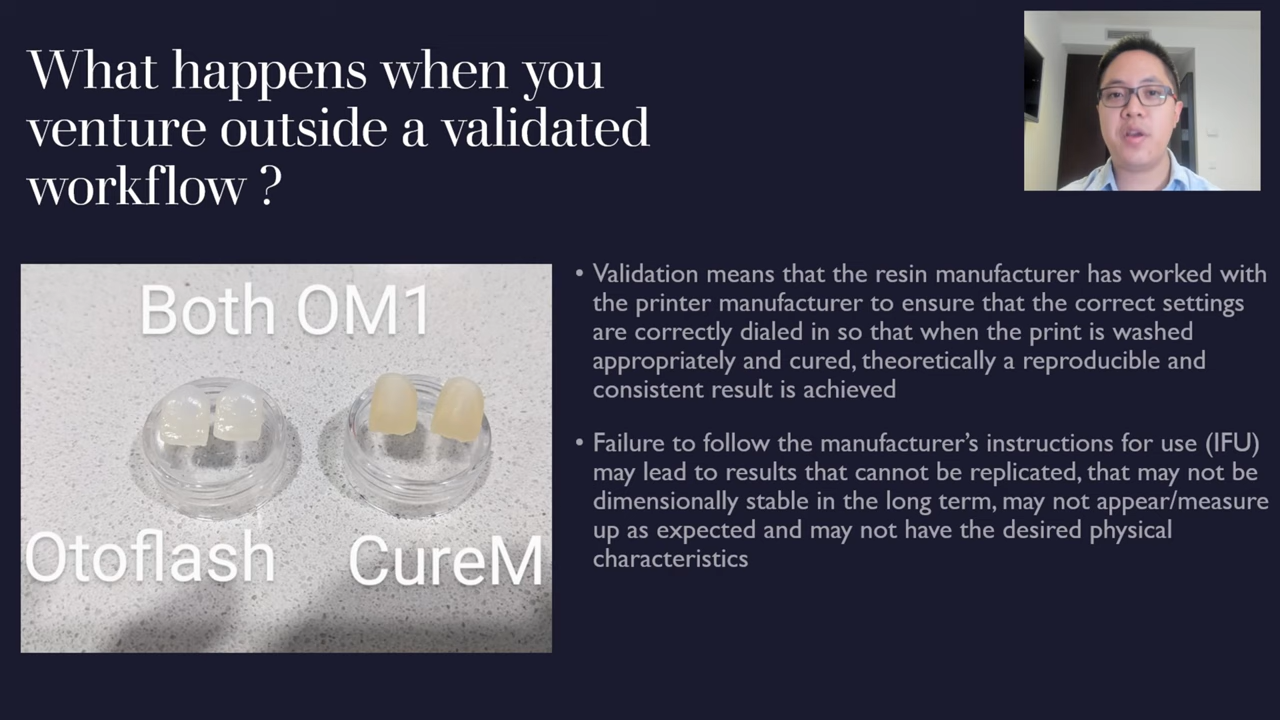 What happens when you
venture outside a validated
workflow ?
Both OM1
Otoflash
CureM
• Validation means that the resin manufacturer has worked with
the printer manufacturer to ensure that the correct settings
are correctly dialed in so that when the print is washed
appropriately and cured, theoretically a reproducible and
consistent result is achieved
• Failure to follow the manufacturer’s instructions for use (IFU)
may lead to results that cannot be replicated, that may not be
dimensionally stable in the long term, may not appear/measure
up as expected and may not have the desired physical
characteristics